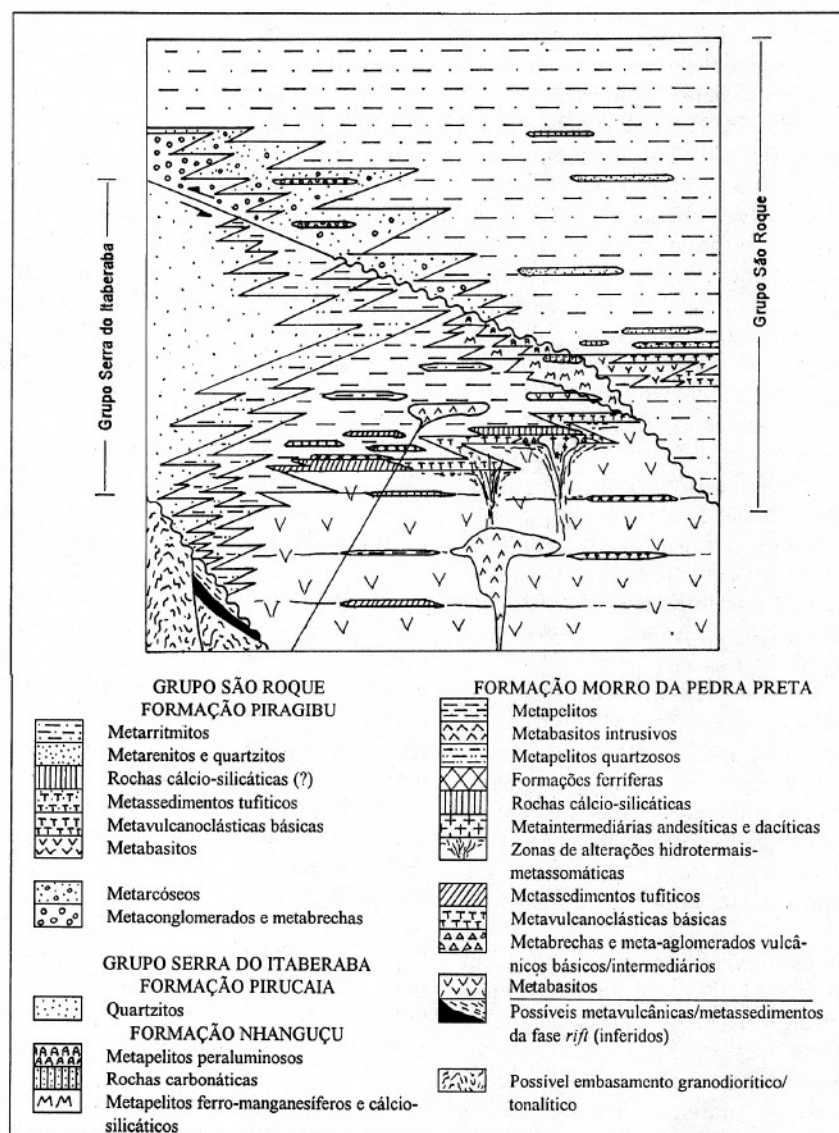 Grupo Serra do Itaberaba
Grupo São Roque
GRUPO SÃO ROQUE
FORMAÇÃO PIRAGIBU
Metarritmitos
Metarenitos e quartzitos
Rochas cálcio-silicáticas (?)
Metassedimentos tufíticos
Metavulcanoclásticas básicas
Metabasitos
Metarcóseos
Metaconglomerados e metabrechas
GRUPO SERRA DO ITABERABA
FORMAÇÃO PIRUCAIA
Quartzitos
FORMAÇÃO NHANGUÇU
Metapelitos peraluminosos
Rochas carbonáticas
Metapelitos ferro-manganesíferos e cálcio-
silicáticos
FORMAÇÃO MORRO DA PEDRA PRETA
Metapelitos
Metabasitos intrusivos
Metapelitos quartzosos
Formações ferríferas
Rochas cálcio-silicáticas
Metaintermediárias andesíticas e dacíticas
Zonas de alterações hidrotermais-
metassomáticas
Metassedimentos tufíticos
Metavulcanoclásticas básicas
Metabrechas e meta-aglomerados vulcâ-
nicos básicos/intermediários
Metabasitos
Possíveis metavulcânicas/metassedimentos
da fase rift (inferidos)
Possível embasamento granodiorítico/
tonalítico